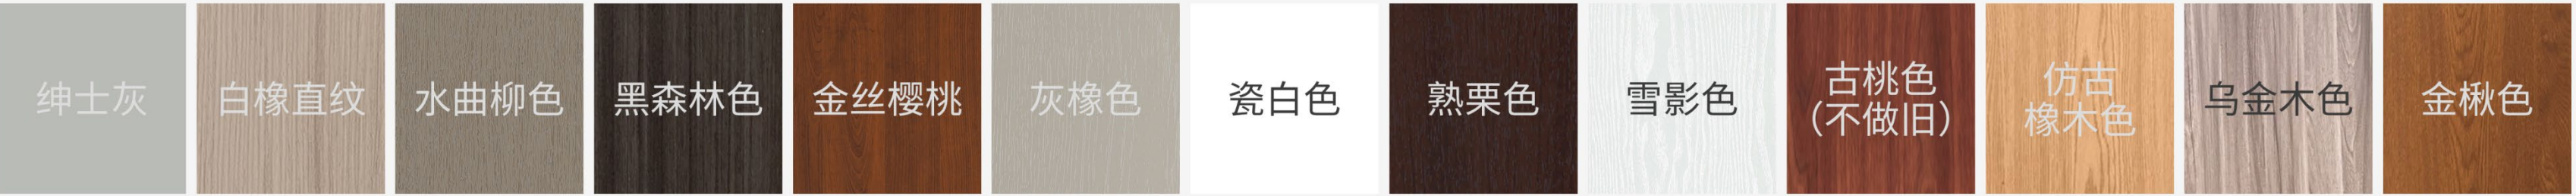 绅士灰
白橡直纹
水曲柳色
黑森林色
金丝樱桃
灰橡色
瓷白色
熟栗色
雪影色
古桃色
（不做旧）
仿古
橡木色
乌金木色
金楸色